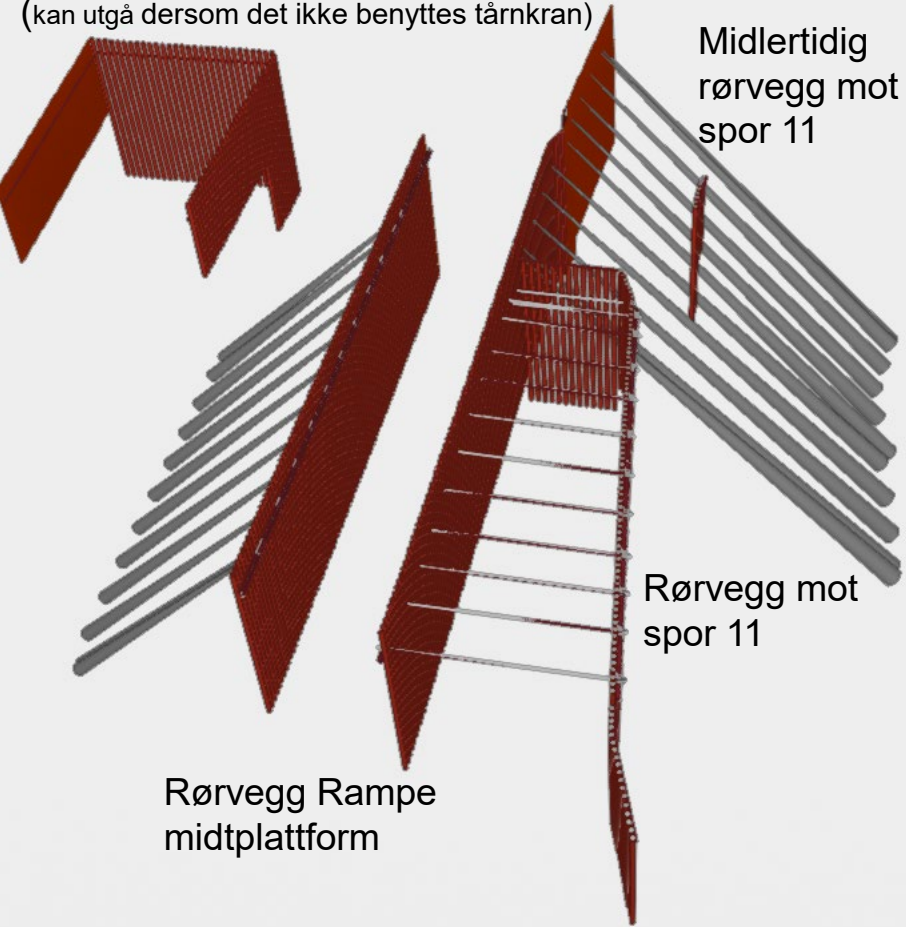 (kan utgå dersom det ikke benyttes tårnkran)
Midlertidig
rørvegg mot
spor 11
Rørvegg mot
spor 11
Rørvegg Rampe
midtplattform